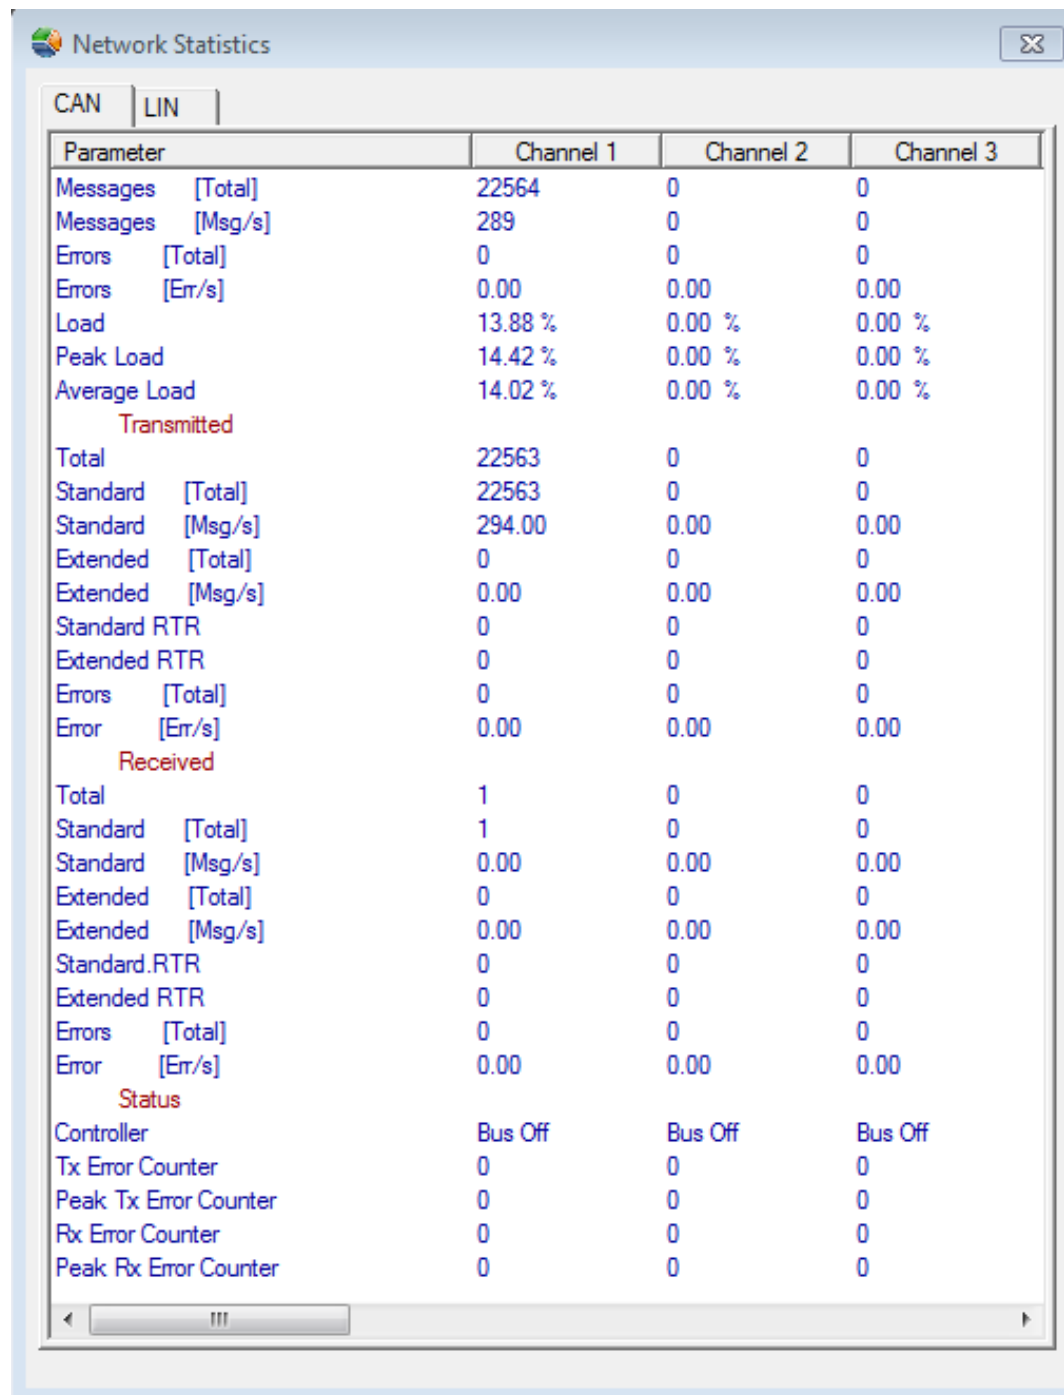 Network Statistics
CAN LIN
Parameter Channel 1 Channel 2 Channel 3
Messages [Total] 22564 0 0
Messages [Msg/s] 289 0 0
Errors [Total] 0 0 0
Errors [Err/s] 0.00 0.00 0.00
Load 13.88 % 0.00 % 0.00 %
Peak Load 14.42 % 0.00 % 0.00 %
Average Load 14.02 % 0.00 % 0.00 %
Transmitted
Total 22563 0 0
Standard [Total] 22563 0 0
Standard [Msg/s] 294.00 0.00 0.00
Extended [Total] 0 0 0
Extended [Msg/s] 0.00 0.00 0.00
Standard RTR 0 0 0
Extended RTR 0 0 0
Errors [Total] 0 0 0
Error [Err/s] 0.00 0.00 0.00
Received
Total 1 0 0
Standard [Total] 1 0 0
Standard [Msg/s] 0.00 0.00 0.00
Extended [Total] 0 0 0
Extended [Msg/s] 0.00 0.00 0.00
Standard.RTR 0 0 0
Extended RTR 0 0 0
Errors [Total] 0 0 0
Error [Err/s] 0.00 0.00 0.00
Status
Controller Bus Off Bus Off Bus Off
Tx Error Counter 0 0 0
Peak Tx Error Counter 0 0 0
Rx Error Counter 0 0 0
Peak Rx Error Counter 0 0 0